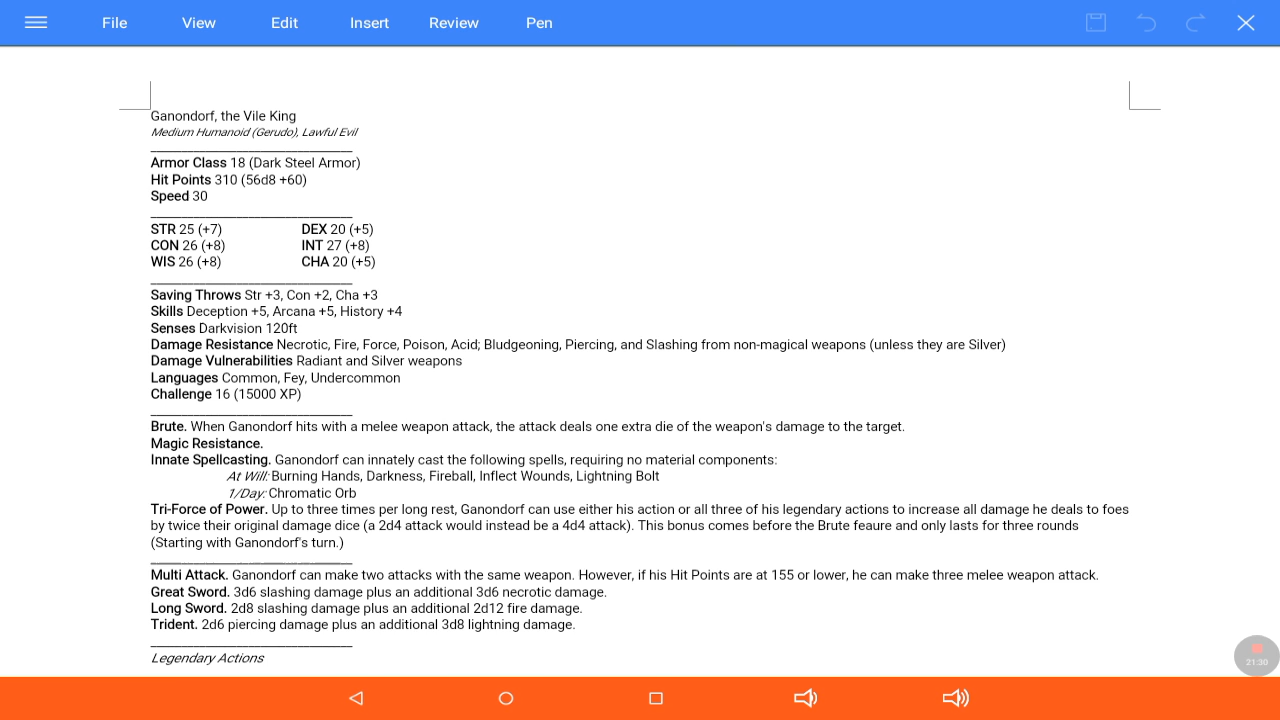 File View Edit Insert Review Pen
Ganondorf, the Vile King
Medium Humanoid (Gerudo), Lawful Evil
Armor Class 18 (Dark Steel Armor)
Hit Points 310 (56d8 +60)
Speed 30
STR 25 (+7) DEX 20 (+5)
CON 26 (+8) INT 27 (+8)
WIS 26 (+8) CHA 20 (+5)
Saving Throws Str +3, Con +2, Cha +3
Skills Deception +5, Arcana +5, History +4
Senses Darkvision 120ft
Damage Resistance Necrotic, Fire, Force, Poison, Acid; Bludgeoning, Piercing, and Slashing from non-magical weapons (unless they are Silver)
Damage Vulnerabilities Radiant and Silver weapons
Languages Common, Fey, Undercommon
Challenge 16 (15000 XP)
Brute. When Ganondorf hits with a melee weapon attack, the attack deals one extra die of the weapon's damage to the target.
Magic Resistance.
Innate Spellcasting. Ganondorf can innately cast the following spells, requiring no material components:
At Will: Burning Hands, Darkness, Fireball, Inflect Wounds, Lightning Bolt
1/Day: Chromatic Orb
Tri-Force of Power. Up to three times per long rest, Ganondorf can use either his action or all three of his legendary actions to increase all damage he deals to foes
by twice their original damage dice (a 2d4 attack would instead be a 4d4 attack). This bonus comes before the Brute feaure and only lasts for three rounds
(Starting with Ganondorf's turn.)
Multi Attack. Ganondorf can make two attacks with the same weapon. However, if his Hit Points are at 155 or lower, he can make three melee weapon attack.
Great Sword. 3d6 slashing damage plus an additional 3d6 necrotic damage.
Long Sword. 2d8 slashing damage plus an additional 2d12 fire damage.
Trident. 2d6 piercing damage plus an additional 3d8 lightning damage.
Legendary Actions
21:30